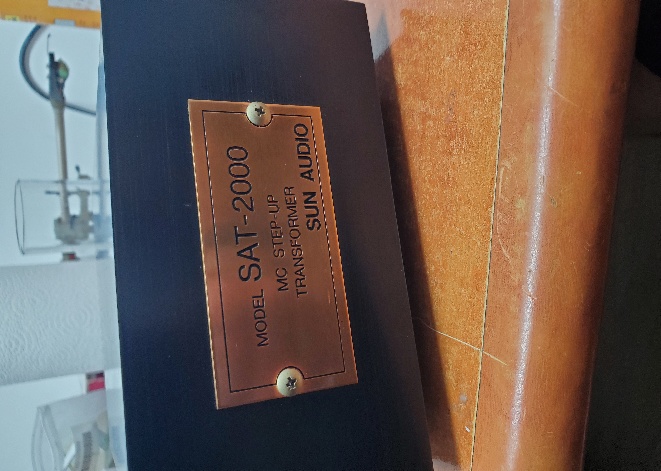 MODEL SAT-2000
MC STEP-UP
TRANSFORMER
SUN AUDIO